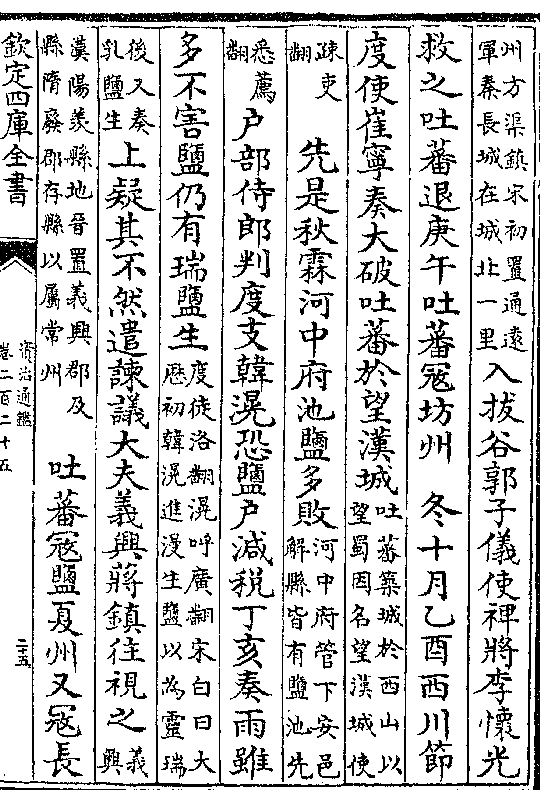 州方渠鎮宋初置通遠軍秦長城在城北一里入拔谷郭子儀使禆將李懷光
救之吐蕃退庚午吐蕃寇坊州　冬十月乙酉西川節
度使崔寧奏大破吐蕃於望漢城吐蕃築城於西山以望蜀因名望漢城使
疎吏翻　先是秋霖河中府池鹽多敗河中府管下安邑解縣皆有鹽池先
悉薦翻户部侍郎判度支韓滉恐鹽户減税丁亥奏雨雖
多不害鹽仍有瑞鹽生度徒洛翻滉呼廣翻宋白曰大厯初韓滉進漫生鹽以為靈瑞
後又奏乳鹽生上疑其不然遣諫議大夫義興蔣鎮往視之義興
漢陽羨縣地晉置義興郡及縣隋廢郡存縣以屬常州　吐蕃寇鹽夏州又寇長
欽定四庫全書
資治通鑑
卷二百二十五
二十五